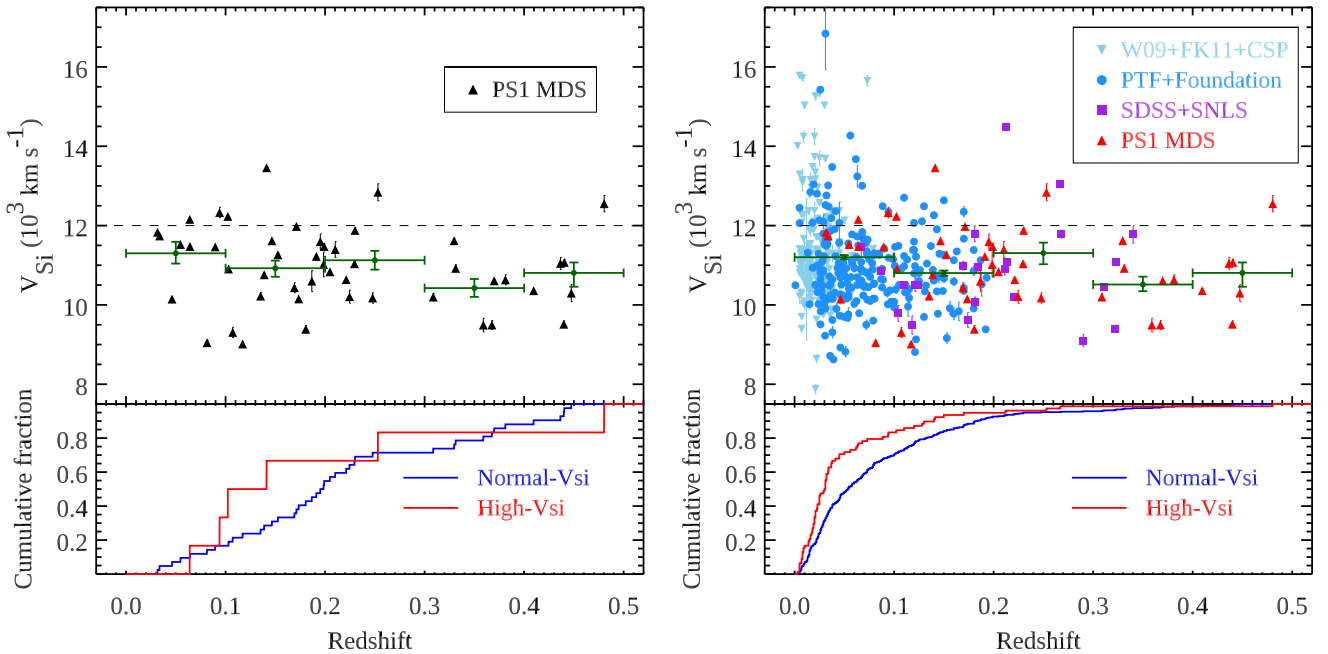 16
14
12
10
8
V_Si (10^3 km s^-1)
PS1 MDS
0.8
0.6
0.4
0.2
Cumulative fraction
Normal-Vsi
High-Vsi
0.0 0.1 0.2 0.3 0.4 0.5
Redshift
16
14
12
10
8
V_Si (10^3 km s^-1)
W09+FK11+CSP
PTF+Foundation
SDSS+SNLS
PS1 MDS
0.8
0.6
0.4
0.2
Cumulative fraction
Normal-Vsi
High-Vsi
0.0 0.1 0.2 0.3 0.4 0.5
Redshift